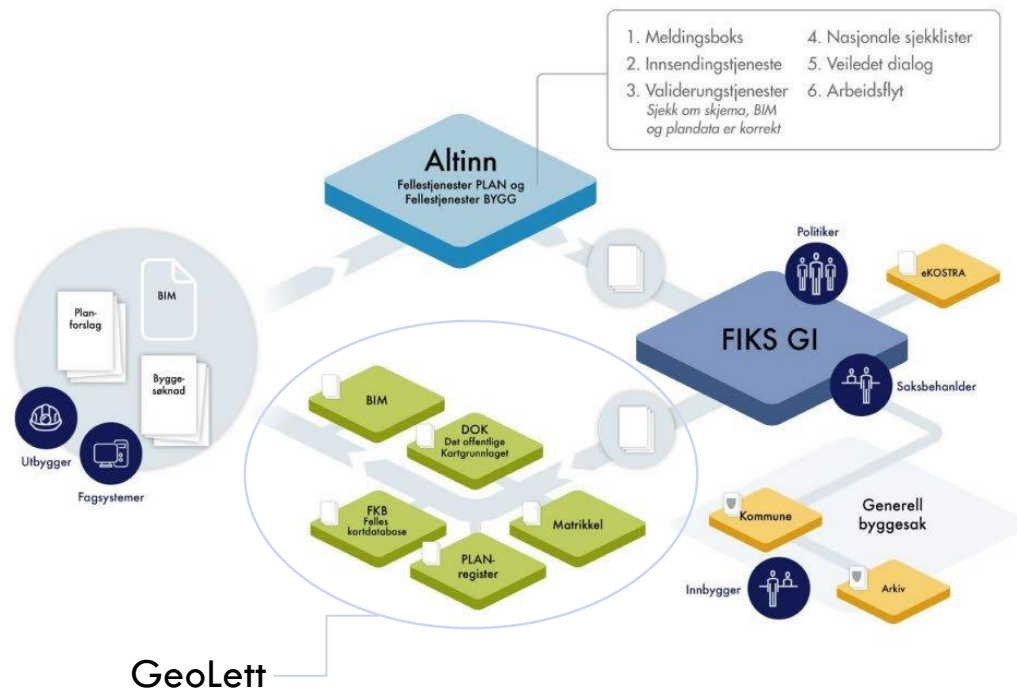 1. Meldingsboks
2. Innsendingstjeneste
3. Valideringstjenester
Sjekk om skjema, BIM
og plandata er korrekt
4. Nasjonale sjekklister
5. Veiledet dialog
6. Arbeidsflyt
Altinn
Fellestjenester PLAN og
Fellestjenester BYGG
Politiker
eKOSTRA
FIKS GI
Saksbehanlder
BIM
Plan-
forslag
Bygge-
søknad
Utbygger
Fagsystemer
BIM
DOK
Det offentlige
Kartgrunnlaget
FKB
Felles
kartdatabase
Matrikkel
PLAN-
register
Kommune
Generell
byggesak
Innbygger
Arkiv
GeoLett